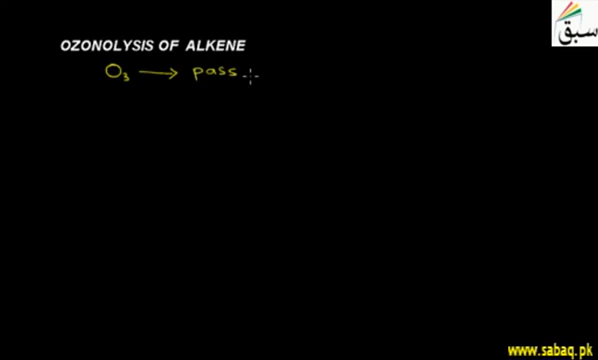 سبق
OZONOLYSIS OF ALKENE
O₃ → pass
www.sabaq.pk